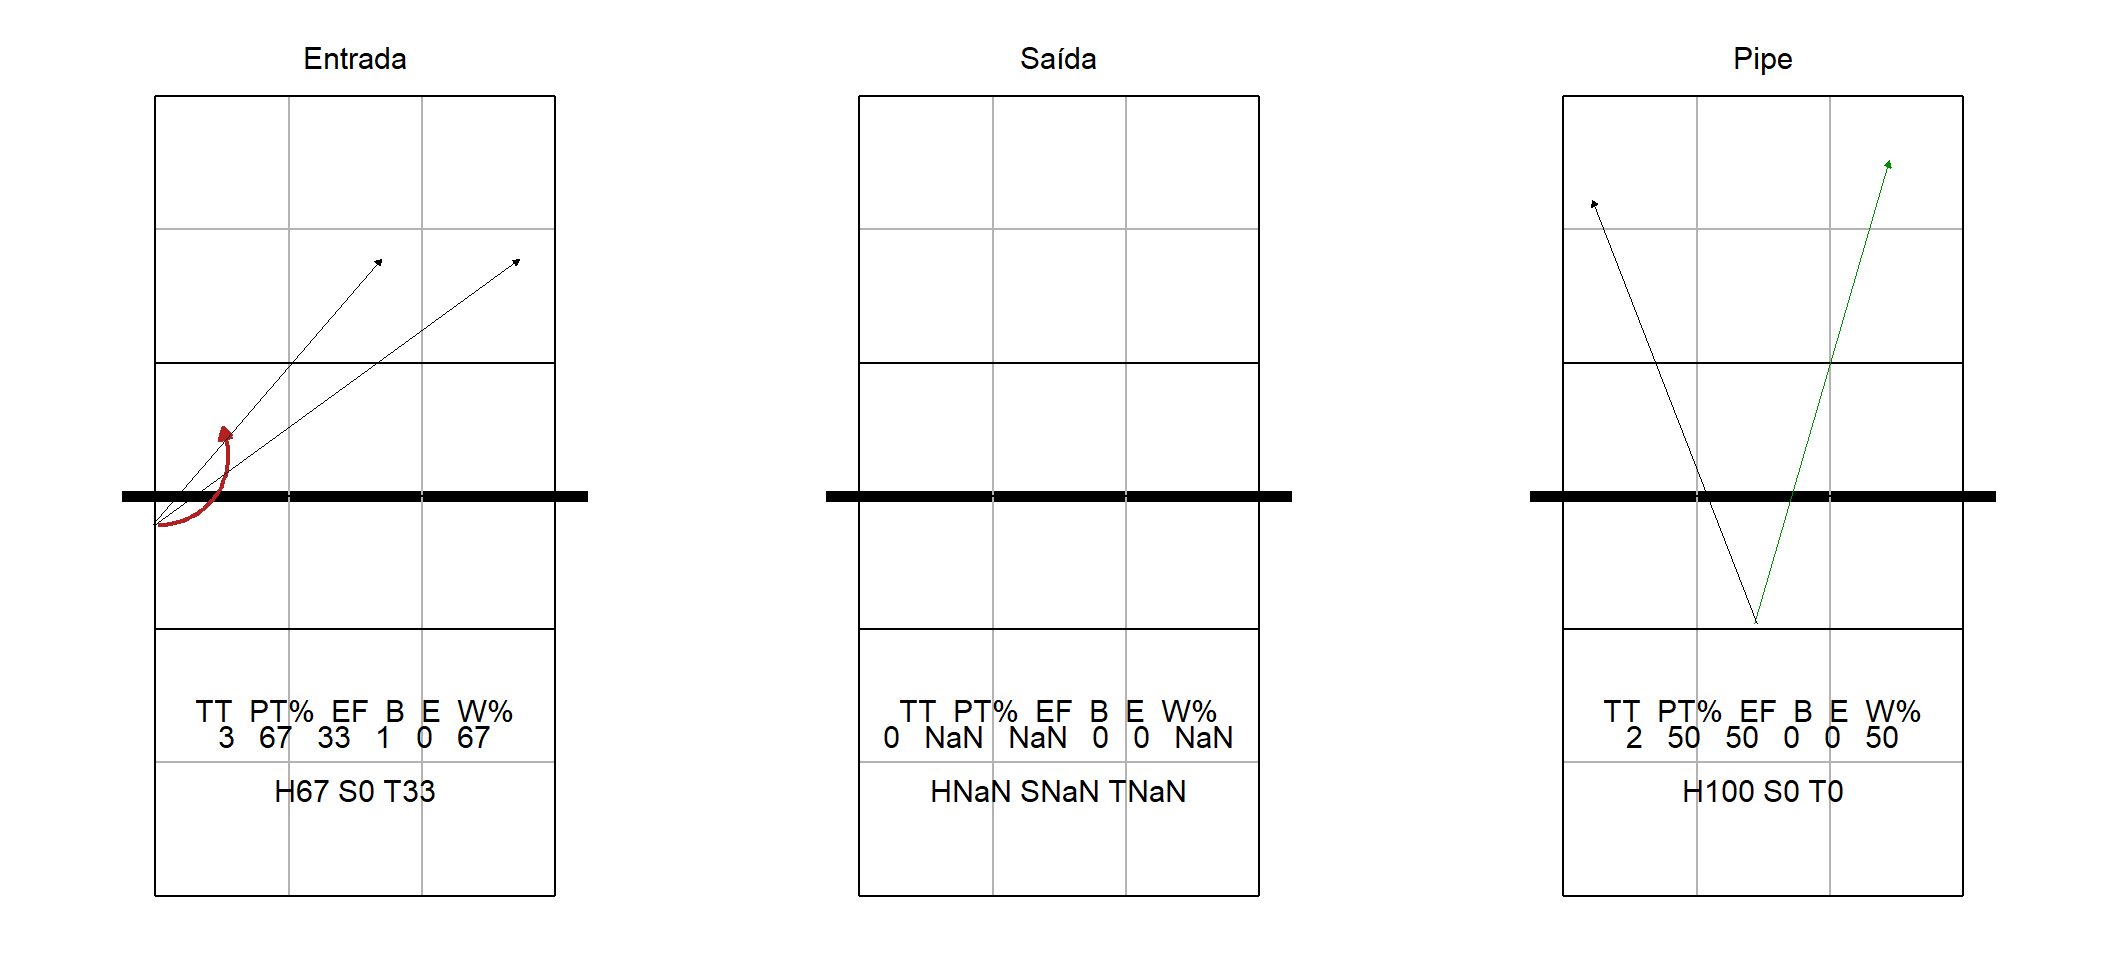 Entrada
TT PT% EF B E W%
3 67 33 1 0 67
H67 S0 T33
Saída
TT PT% EF B E W%
0 NaN NaN 0 0 NaN
HNaN SNaN TNaN
Pipe
TT PT% EF B E W%
2 50 50 0 0 50
H100 S0 T0